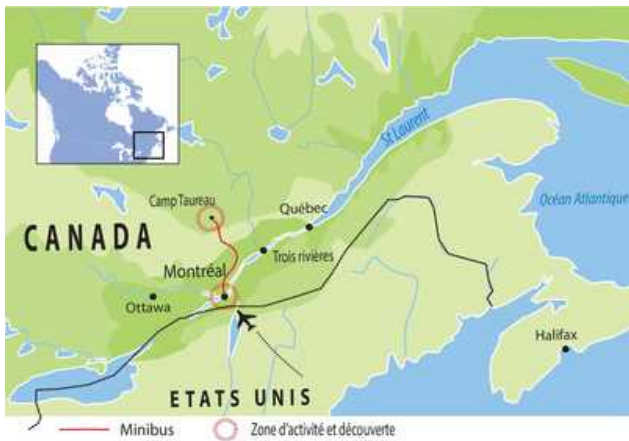 St Laurent
Camp Taureau
Québec
Océan Atlantique
CANADA
Trois rivières
Montréal
Ottawa
Halifax
ETATS UNIS
Minibus
Zone d'activité et découverte